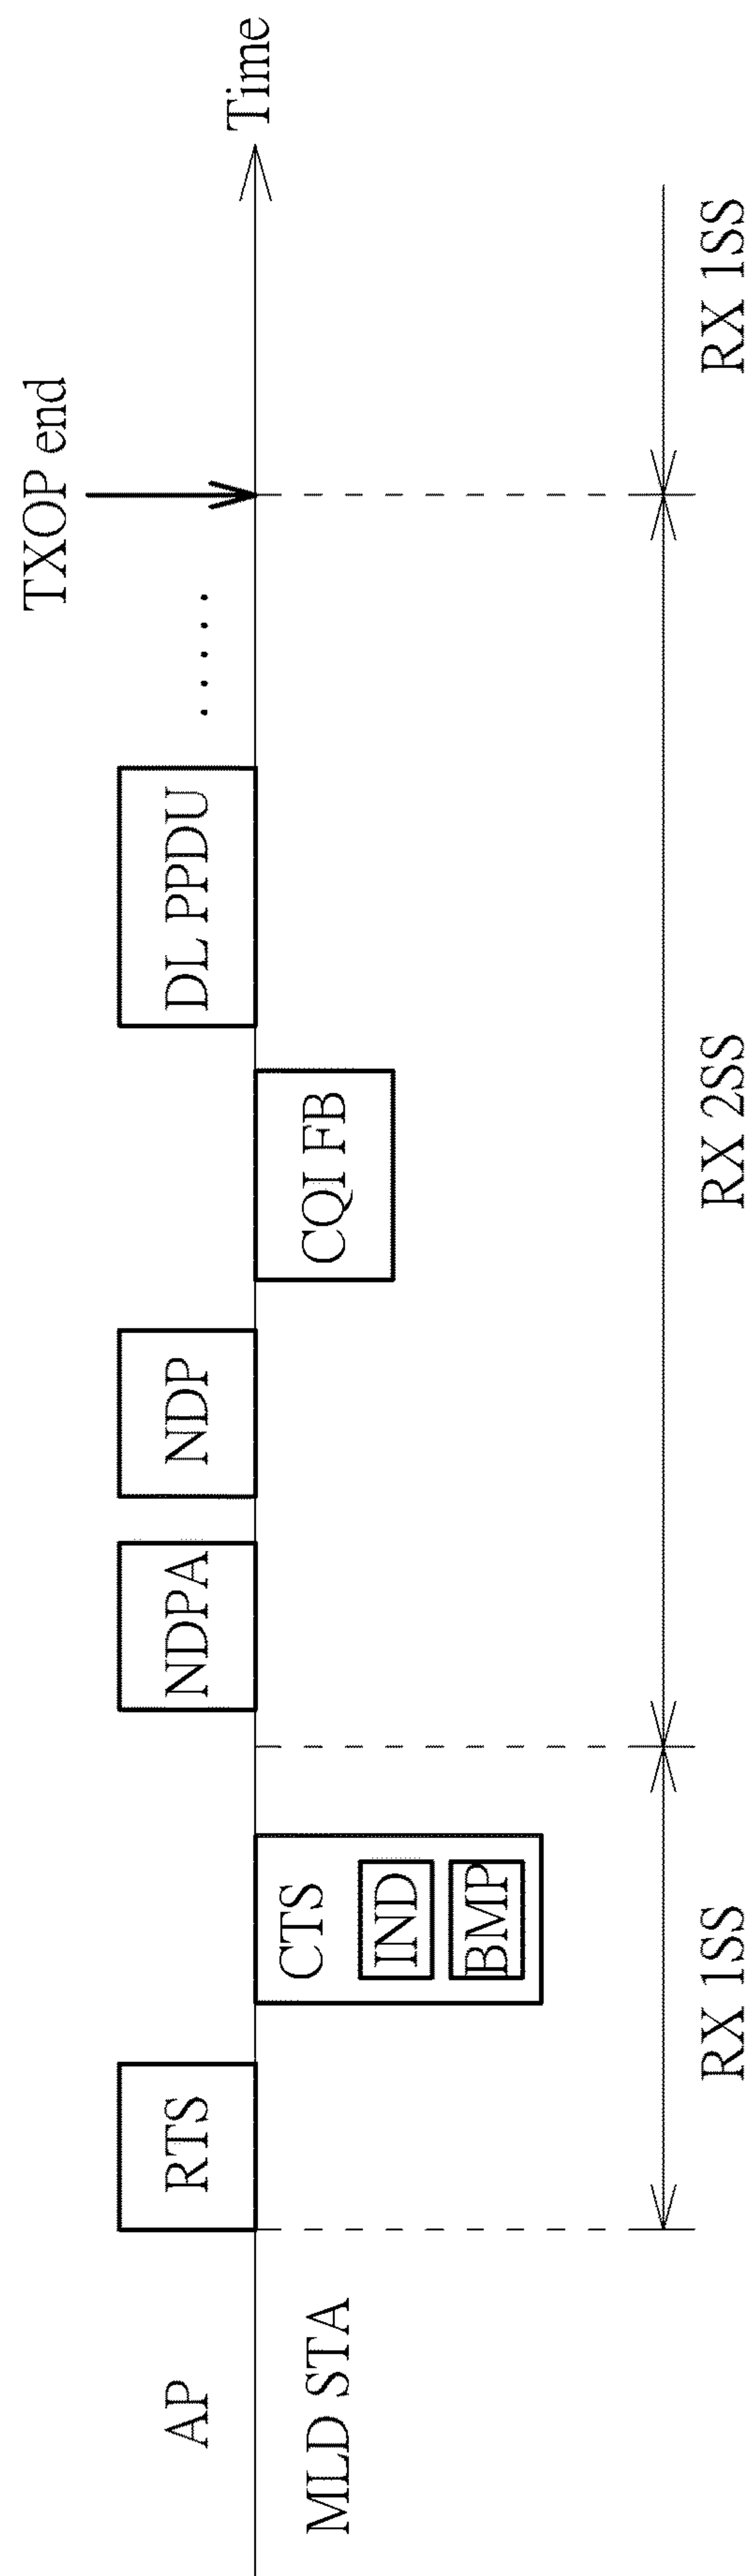 TXOP end
AP
RTS
NDPA
NDP
DL PPDU
.....
Time
MLD STA
CTS
IND
BMP
CQI FB
RX 1SS
RX 2SS
RX 1SS